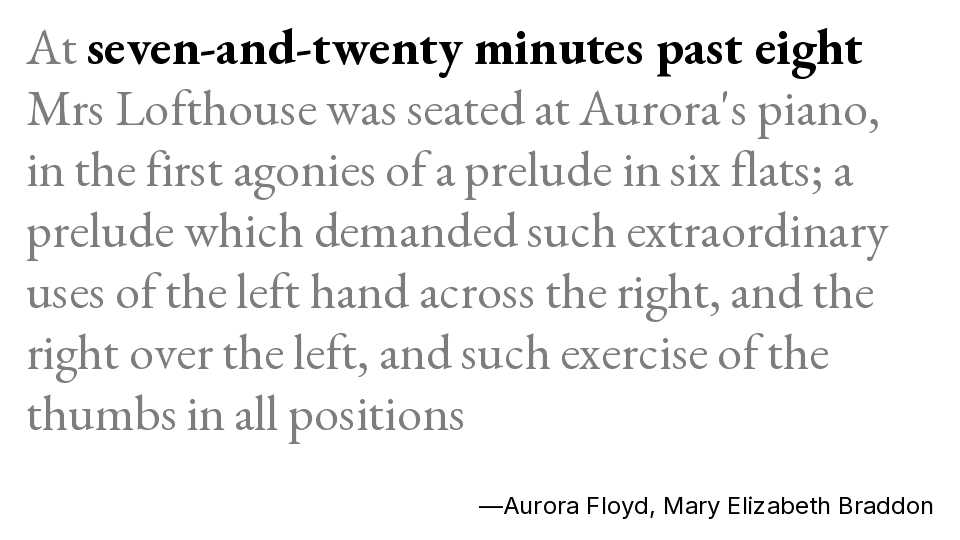 At seven-and-twenty minutes past eight
Mrs Lofthouse was seated at Aurora's piano,
in the first agonies of a prelude in six flats; a
prelude which demanded such extraordinary
uses of the left hand across the right, and the
right over the left, and such exercise of the
thumbs in all positions
—Aurora Floyd, Mary Elizabeth Braddon